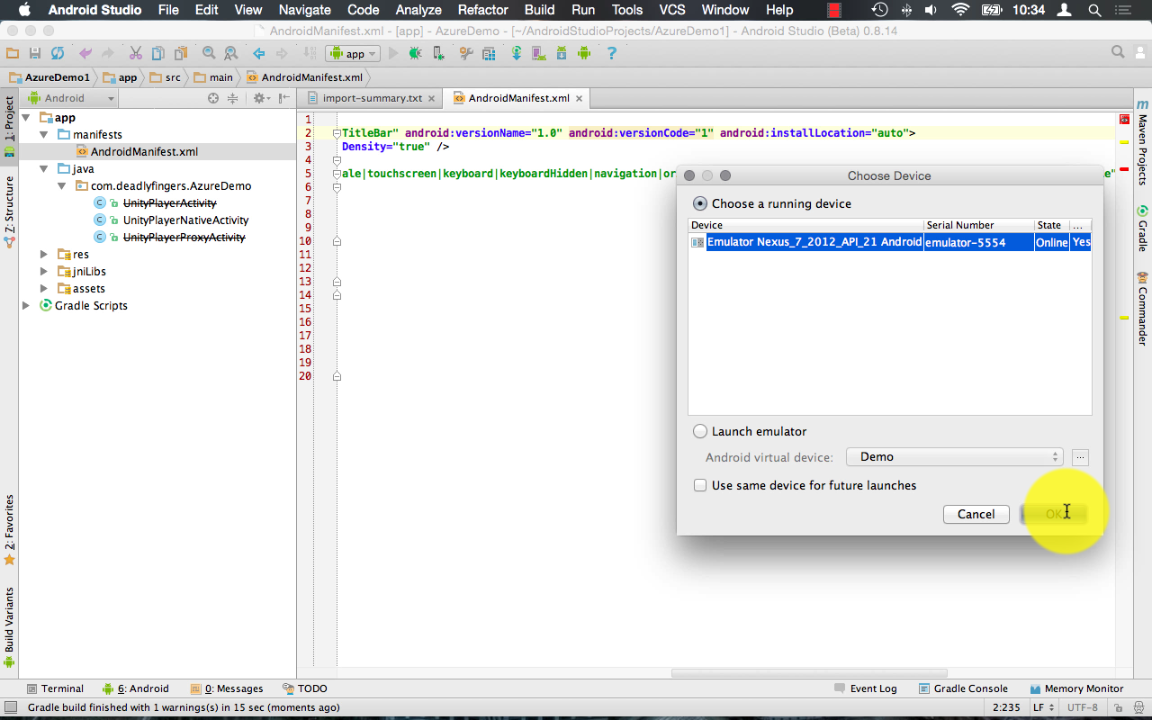 Android Studio File Edit View Navigate Code Analyze Refactor Build Run Tools VCS Window Help 10:34
AndroidManifest.xml - [app] - AzureDemo - [~/AndroidStudioProjects/AzureDemo1] - Android Studio (Beta) 0.8.14
app
AzureDemo1 app src main AndroidManifest.xml
Android
import-summary.txt
AndroidManifest.xml
1: Project
Z: Structure
2: Favorites
Build Variants
app
manifests
AndroidManifest.xml
java
com.deadlyfingers.AzureDemo
UnityPlayerActivity
UnityPlayerNativeActivity
UnityPlayerProxyActivity
res
jniLibs
assets
Gradle Scripts
1
2 TitleBar" android:versionName="1.0" android:versionCode="1" android:installLocation="auto">
3 Density="true" />
4
5 ale|touchscreen|keyboard|keyboardHidden|navigation|or
6
7
8
9
10
11
12
13
14
15
16
17
18
19
20
Choose Device
Choose a running device
Device Serial Number State ...
Emulator Nexus_7_2012_API_21 Android emulator-5554 Online Yes
Launch emulator
Android virtual device: Demo ...
Use same device for future launches
Cancel OK
Maven Projects
Gradle
Commander
Terminal 6: Android 0: Messages TODO Event Log Gradle Console Memory Monitor
Gradle build finished with 1 warnings(s) in 15 sec (moments ago) 2:235 LF UTF-8